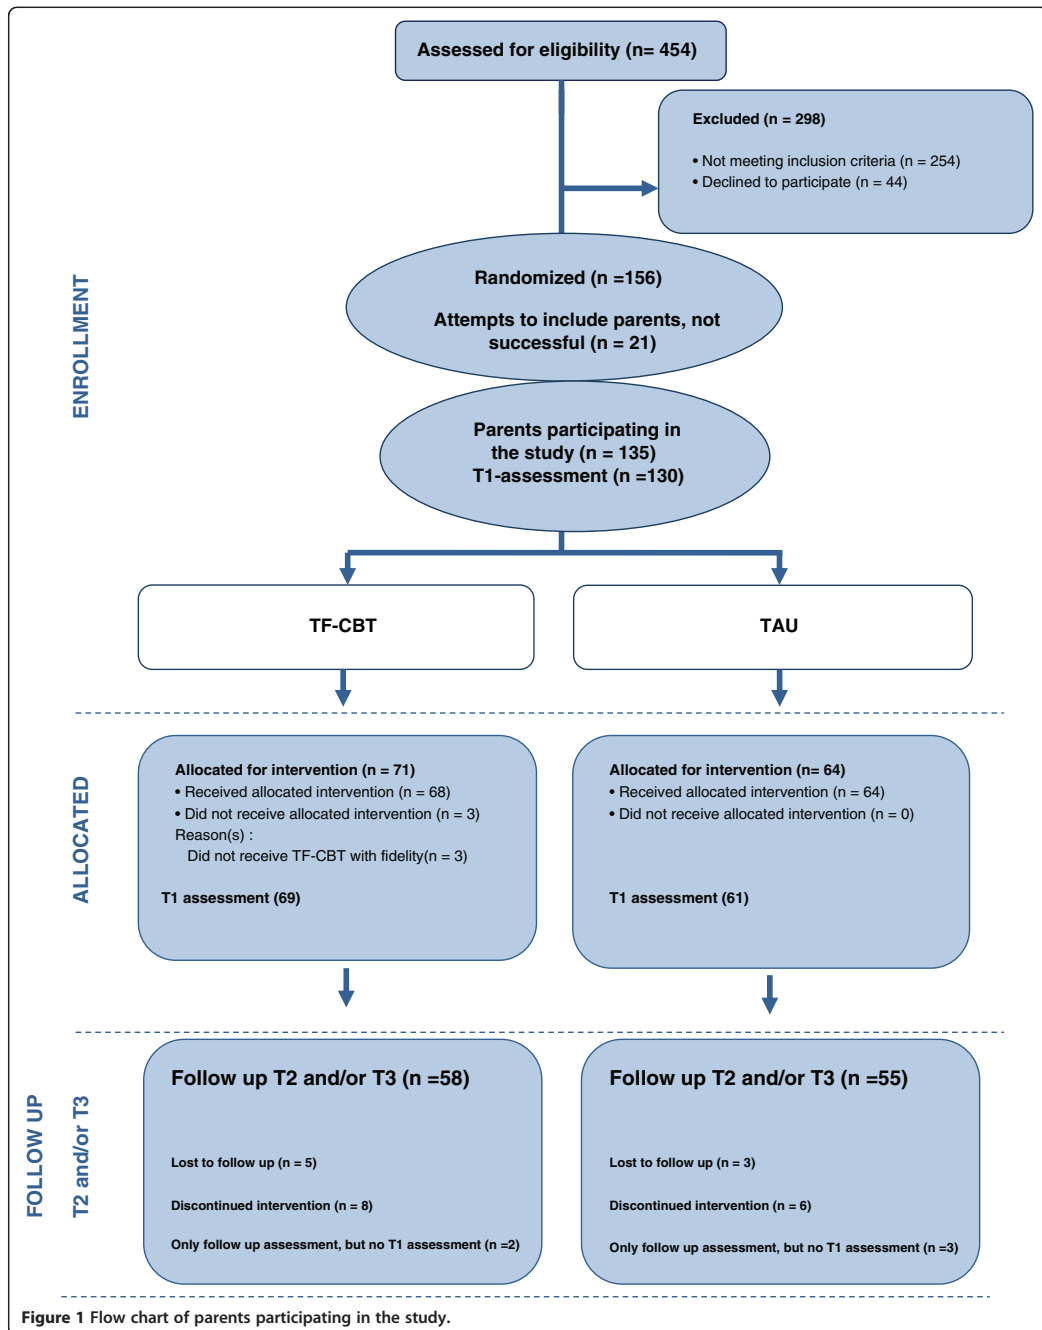 Assessed for eligibility (n= 454)
Excluded (n = 298)
• Not meeting inclusion criteria (n = 254)
• Declined to participate (n = 44)
ENROLLMENT
Randomized (n =156)
Attempts to include parents, not
successful (n = 21)
Parents participating in
the study (n = 135)
T1-assessment (n =130)
TF-CBT
TAU
ALLOCATED
Allocated for intervention (n = 71)
• Received allocated intervention (n = 68)
• Did not receive allocated intervention (n = 3)
Reason(s) :
Did not receive TF-CBT with fidelity(n = 3)
T1 assessment (69)
Allocated for intervention (n= 64)
• Received allocated intervention (n = 64)
• Did not receive allocated intervention (n = 0)
T1 assessment (61)
FOLLOW UP
T2 and/or T3
Follow up T2 and/or T3 (n =58)
Lost to follow up (n = 5)
Discontinued intervention (n = 8)
Only follow up assessment, but no T1 assessment (n =2)
Follow up T2 and/or T3 (n =55)
Lost to follow up (n = 3)
Discontinued intervention (n = 6)
Only follow up assessment, but no T1 assessment (n =3)
Figure 1 Flow chart of parents participating in the study.